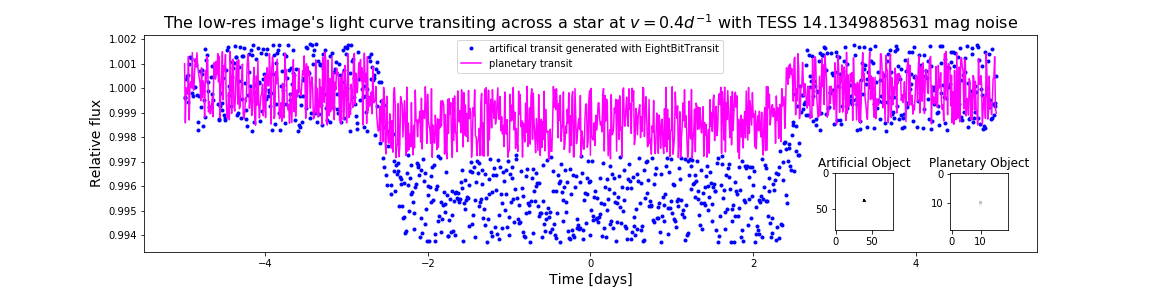 The low-res image's light curve transiting across a star at v = 0.4d⁻¹ with TESS 14.1349885631 mag noise
artifical transit generated with EightBitTransit
planetary transit
Relative flux
1.002
1.001
1.000
0.999
0.998
0.997
0.996
0.995
0.994
Artificial Object
Planetary Object
0
50
0 50
0
10
0 10
−4 −2 0 2 4
Time [days]